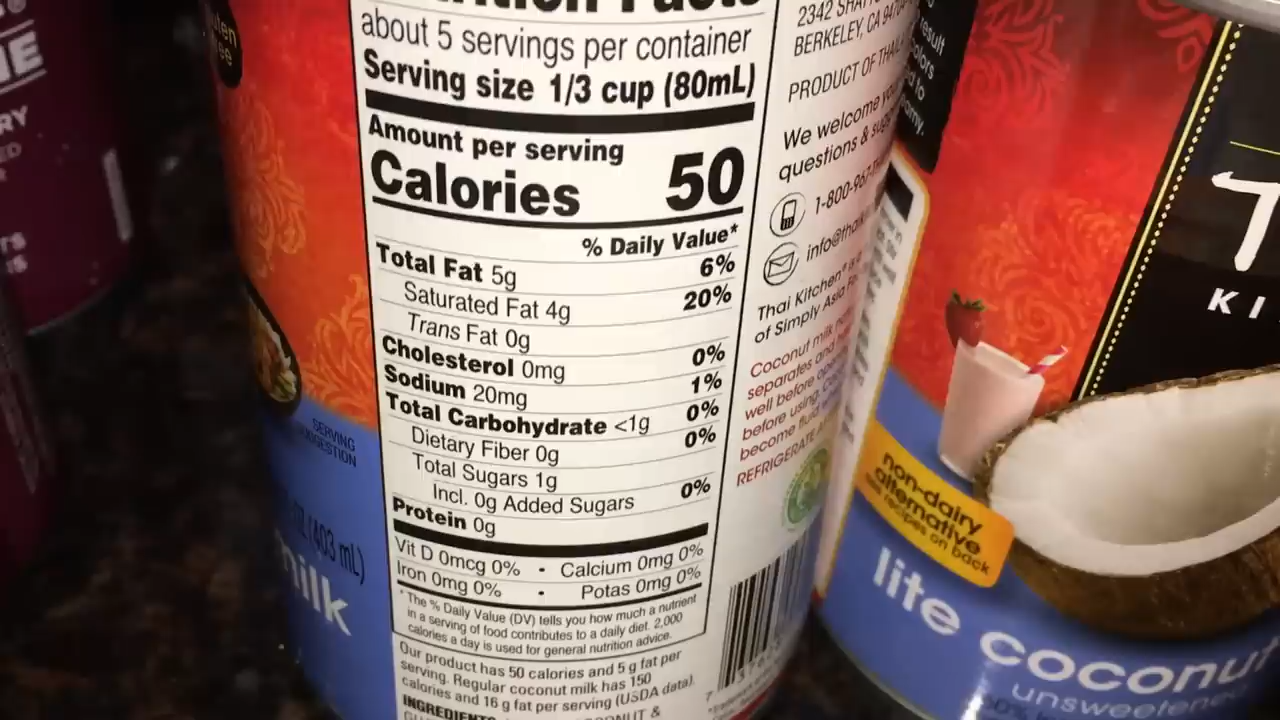 about 5 servings per container
Serving size 1/3 cup (80mL)
Amount per serving
Calories 50
% Daily Value*
Total Fat 5g 6%
Saturated Fat 4g 20%
Trans Fat 0g
Cholesterol 0mg 0%
Sodium 20mg 1%
Total Carbohydrate <1g 0%
Dietary Fiber 0g 0%
Total Sugars 1g
Incl. 0g Added Sugars 0%
Protein 0g
Vit D 0mcg 0% • Calcium 0mg 0%
Iron 0mg 0% • Potas 0mg 0%
*The % Daily Value (DV) tells you how much a nutrient
in a serving of food contributes to a daily diet. 2,000
calories a day is used for general nutrition advice.
Our product has 50 calories and 5 g fat per
serving. Regular coconut milk has 150
calories and 16 g fat per serving (USDA data).
INGREDIENTS
2342
BERKELEY, CA
PRODUCT OF
We welcome
questions &
1-800-967
Thai Kitchen® is
of Simply Asia
Coconut milk
separates and
well before
before using.
become
REFRIGERATE
SERVING
SUGGESTION
(403 mL)
milk
KI
non-dairy
alternative
see recipes on back
lite coconut
unsweetened